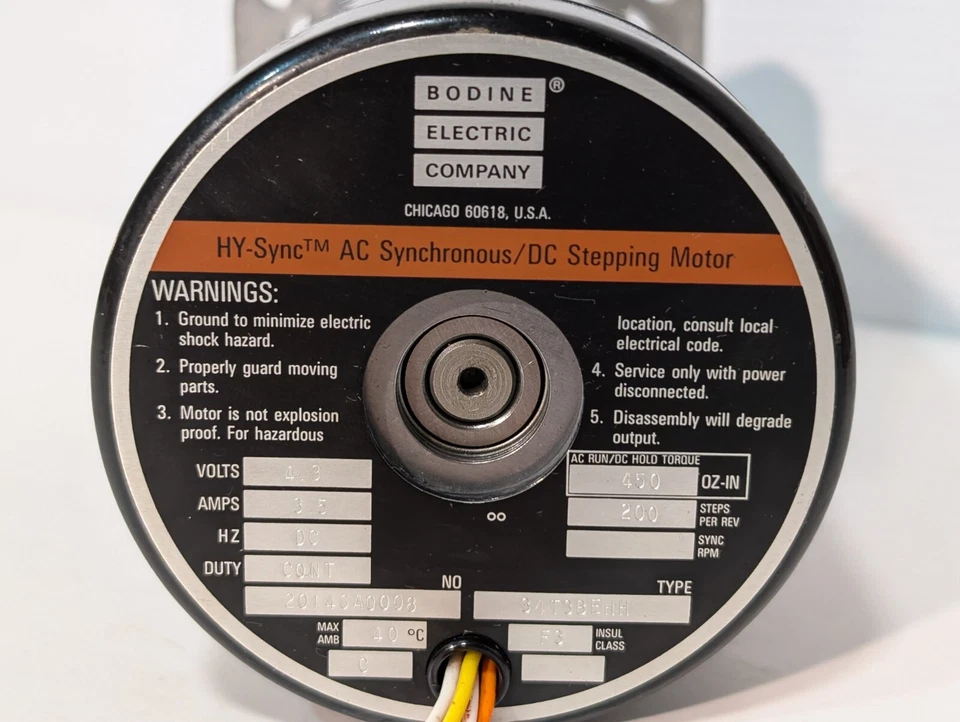 BODINE ®
ELECTRIC
COMPANY
CHICAGO 60618, U.S.A.
HY-Sync™ AC Synchronous/DC Stepping Motor
WARNINGS:
1. Ground to minimize electric
shock hazard.
2. Properly guard moving
parts.
3. Motor is not explosion
proof. For hazardous
location, consult local
electrical code.
4. Service only with power
disconnected.
5. Disassembly will degrade
output.
VOLTS 4.3
AMPS 3.5
HZ DC
DUTY CONT
AC RUN/DC HOLD TORQUE
450 OZ-IN
200 STEPS
PER REV
SYNC
RPM
NO
TYPE
MAX
AMB 40 °C
C
INSUL
CLASS